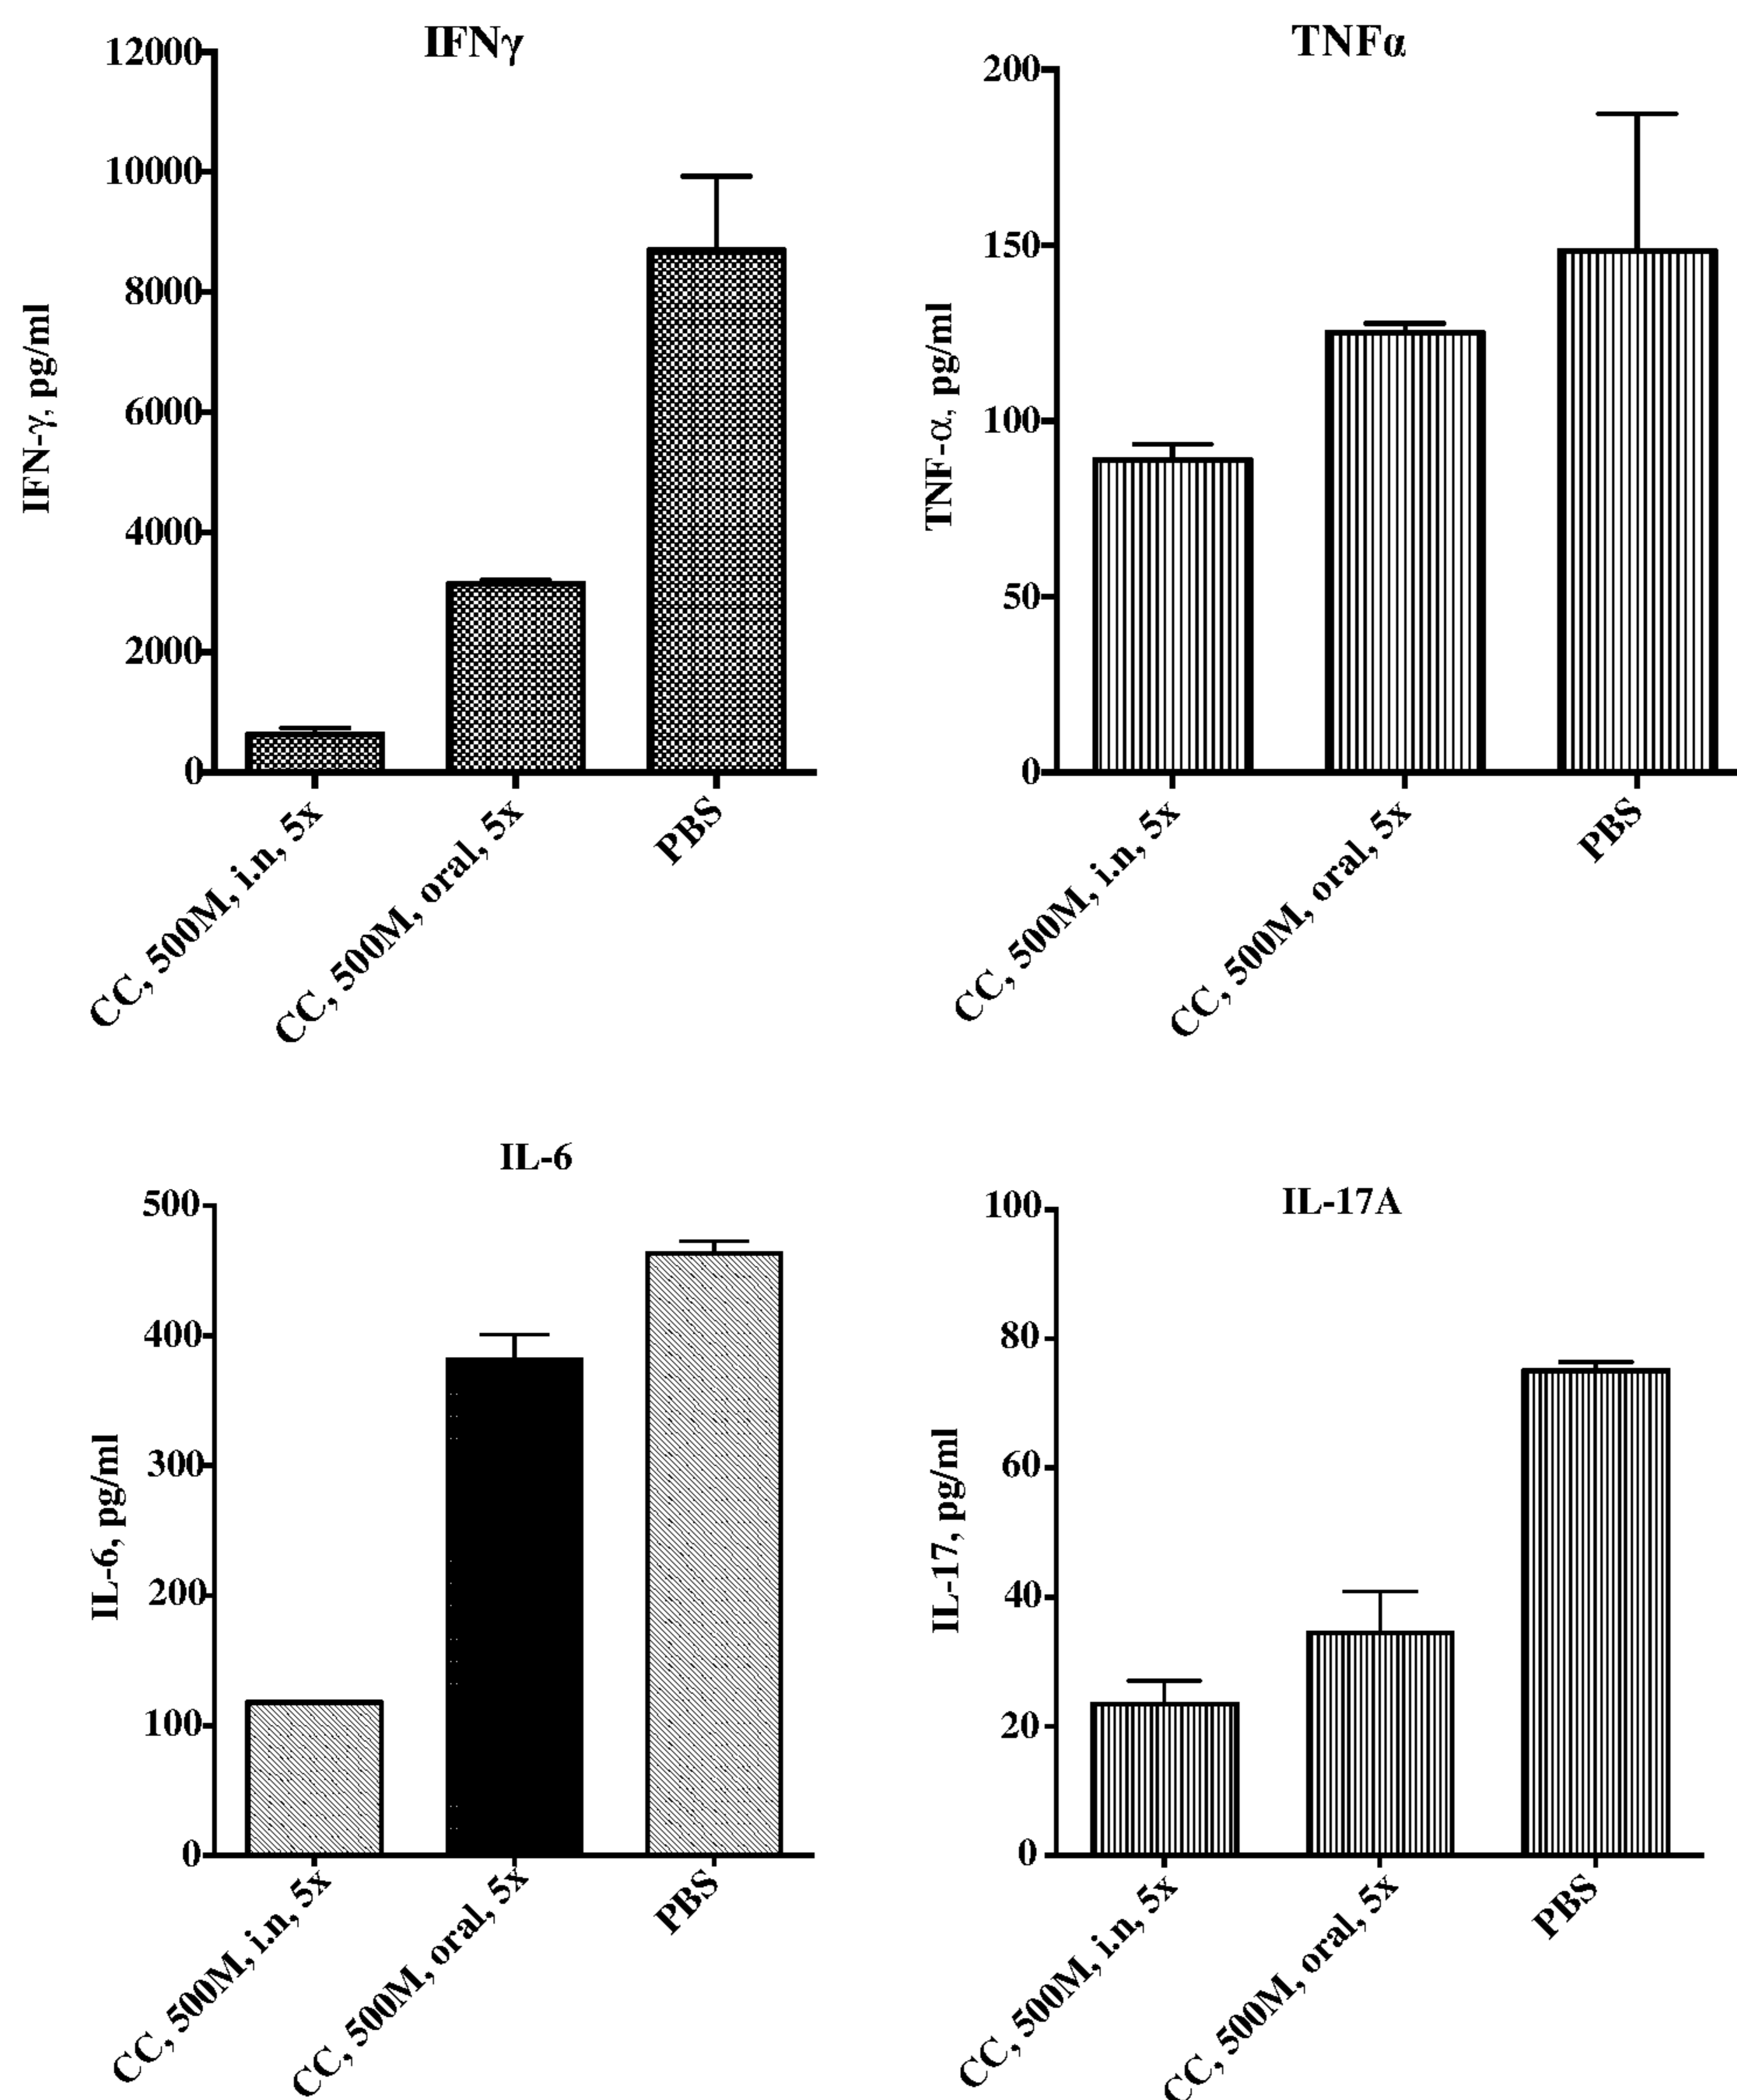 IFNγ
12000
10000
8000
6000
4000
2000
0
IFN-γ, pg/ml
CC, 500M, i.n, 5x
CC, 500M, oral, 5x
PBS
TNFα
200
150
100
50
0
TNF-α, pg/ml
CC, 500M, i.n, 5x
CC, 500M, oral, 5x
PBS
IL-6
500
400
300
200
100
0
IL-6, pg/ml
CC, 500M, i.n, 5x
CC, 500M, oral, 5x
PBS
IL-17A
100
80
60
40
20
0
IL-17, pg/ml
CC, 500M, i.n, 5x
CC, 500M, oral, 5x
PBS